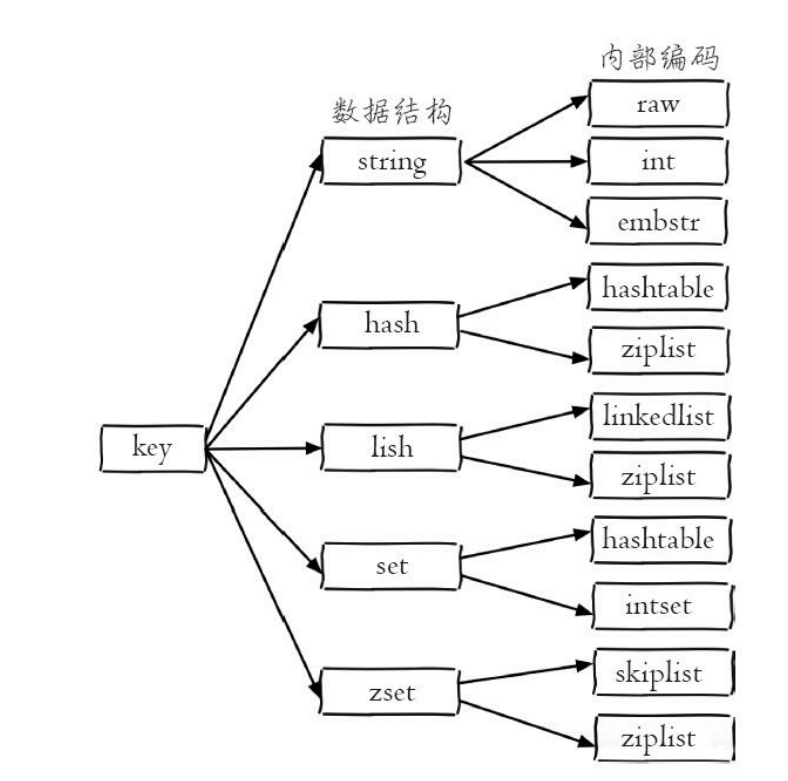 内部编码
数据结构
raw
string
int
embstr
hashtable
hash
ziplist
linkedlist
key
lish
ziplist
hashtable
set
intset
skiplist
zset
ziplist